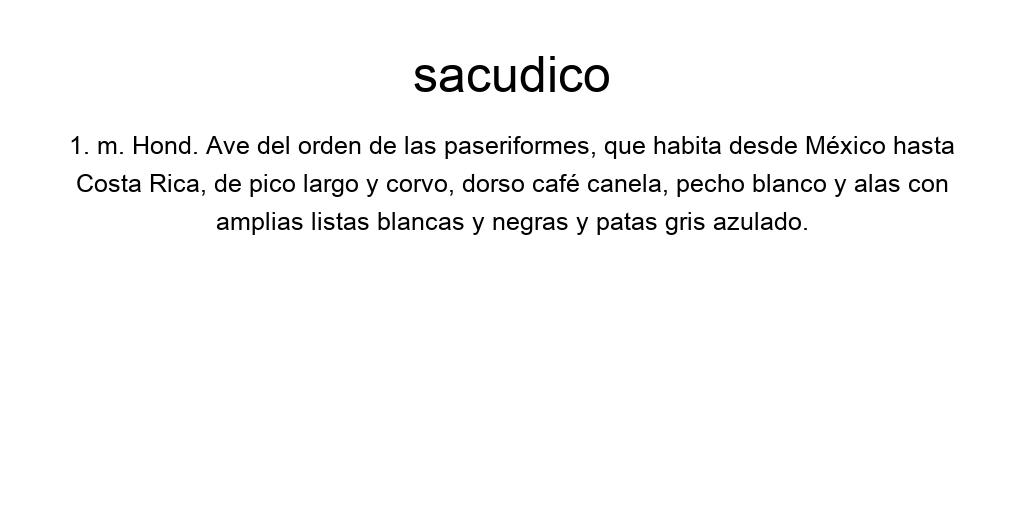 sacudico
1. m. Hond. Ave del orden de las paseriformes, que habita desde México hasta
Costa Rica, de pico largo y corvo, dorso café canela, pecho blanco y alas con
amplias listas blancas y negras y patas gris azulado.